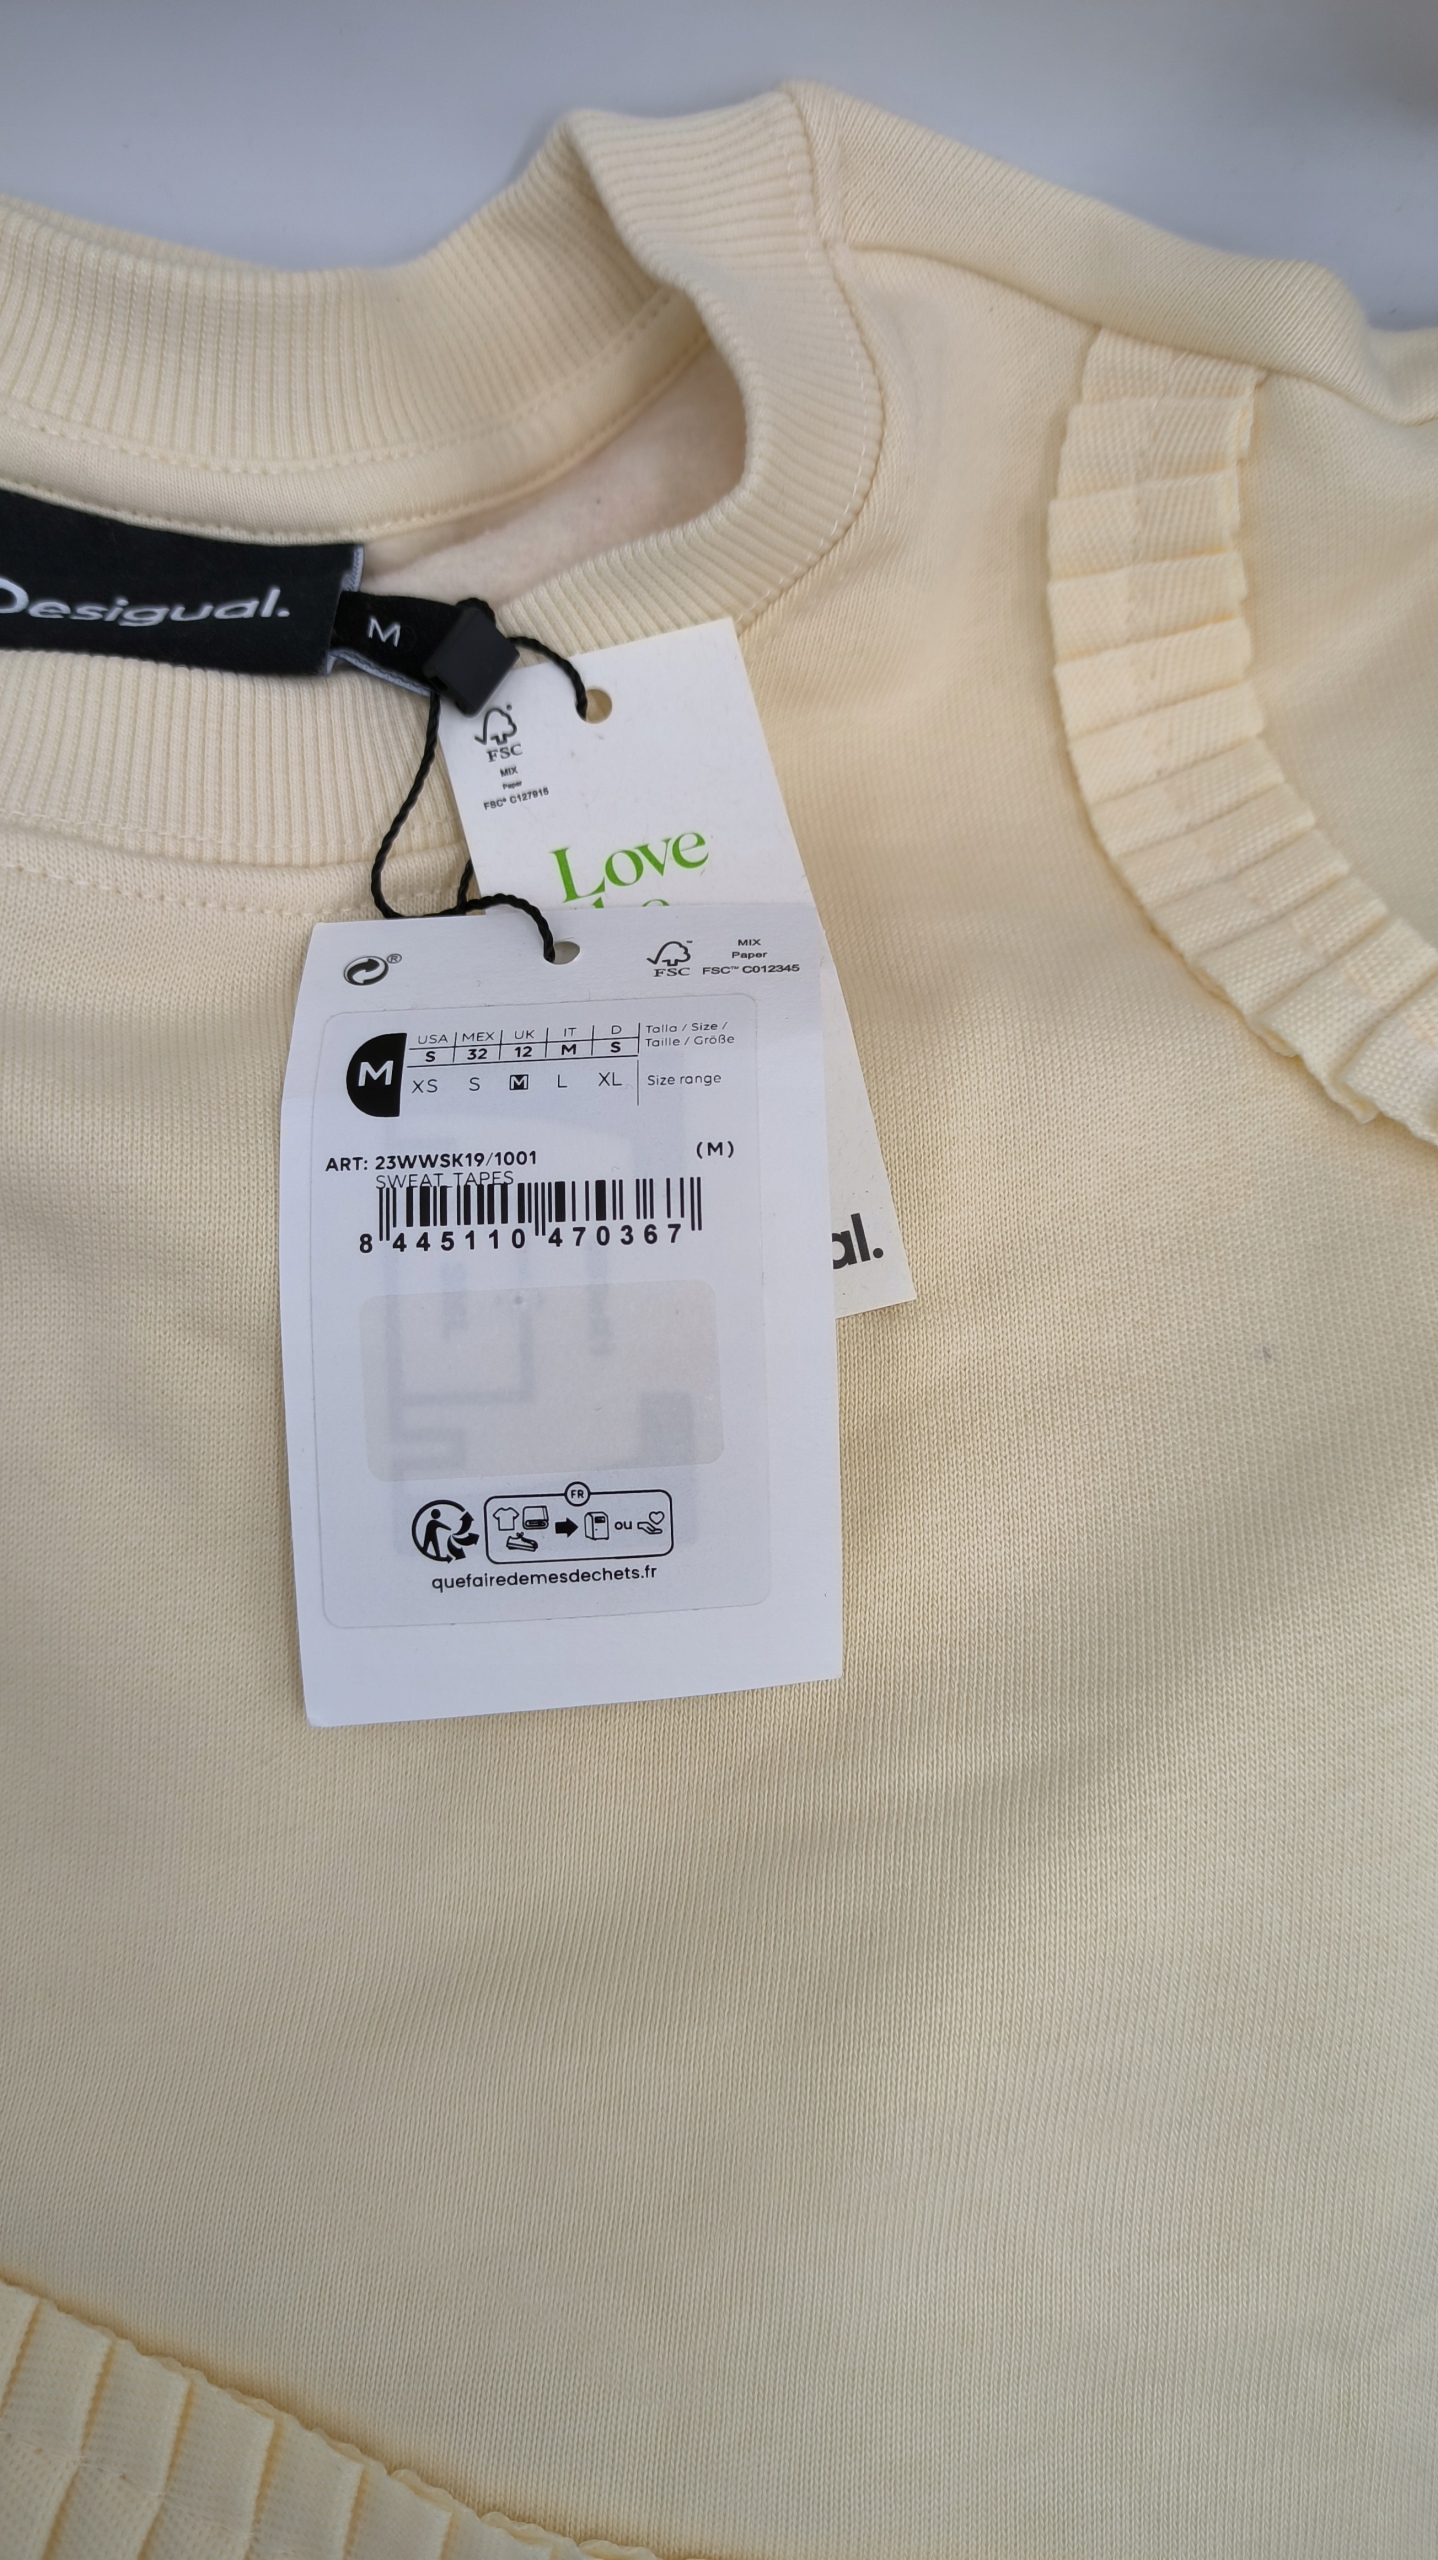 Desigual.
M
FSC
MIX
Paper
FSC® C127915
Love
®
FSC
MIX
Paper
FSC™ C012345
M
USA MEX UK IT D Talla / Size /
S 32 12 M S Taille / Größe
XS S M L XL Size range
ART: 23WWSK19/1001 (M)
SWEAT TAPES
8 445110 470367
al.
FR
ou
quefairedemesdechets.fr